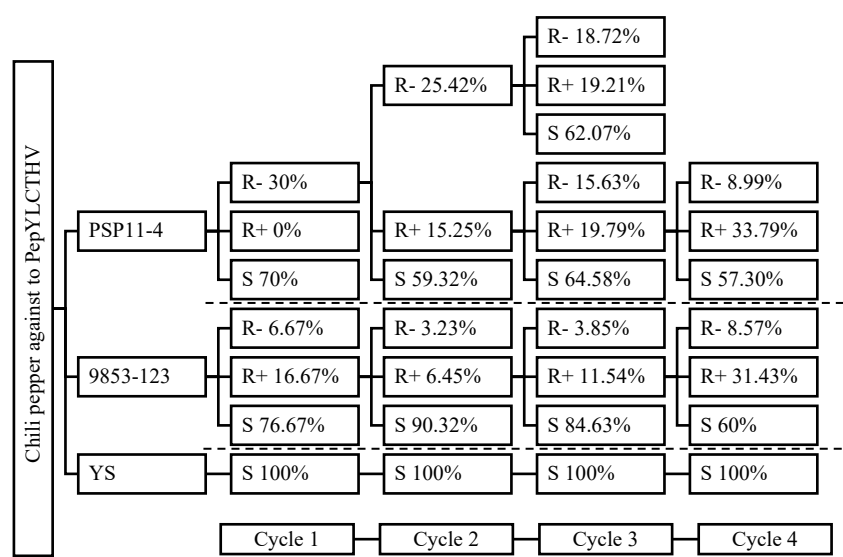 Chili pepper against to PepYLCTHV
R- 18.72%
R- 25.42%
R+ 19.21%
S 62.07%
R- 30%
R- 15.63%
R- 8.99%
PSP11-4
R+ 0%
R+ 15.25%
R+ 19.79%
R+ 33.79%
S 70%
S 59.32%
S 64.58%
S 57.30%
R- 6.67%
R- 3.23%
R- 3.85%
R- 8.57%
9853-123
R+ 16.67%
R+ 6.45%
R+ 11.54%
R+ 31.43%
S 76.67%
S 90.32%
S 84.63%
S 60%
YS
S 100%
S 100%
S 100%
S 100%
Cycle 1
Cycle 2
Cycle 3
Cycle 4